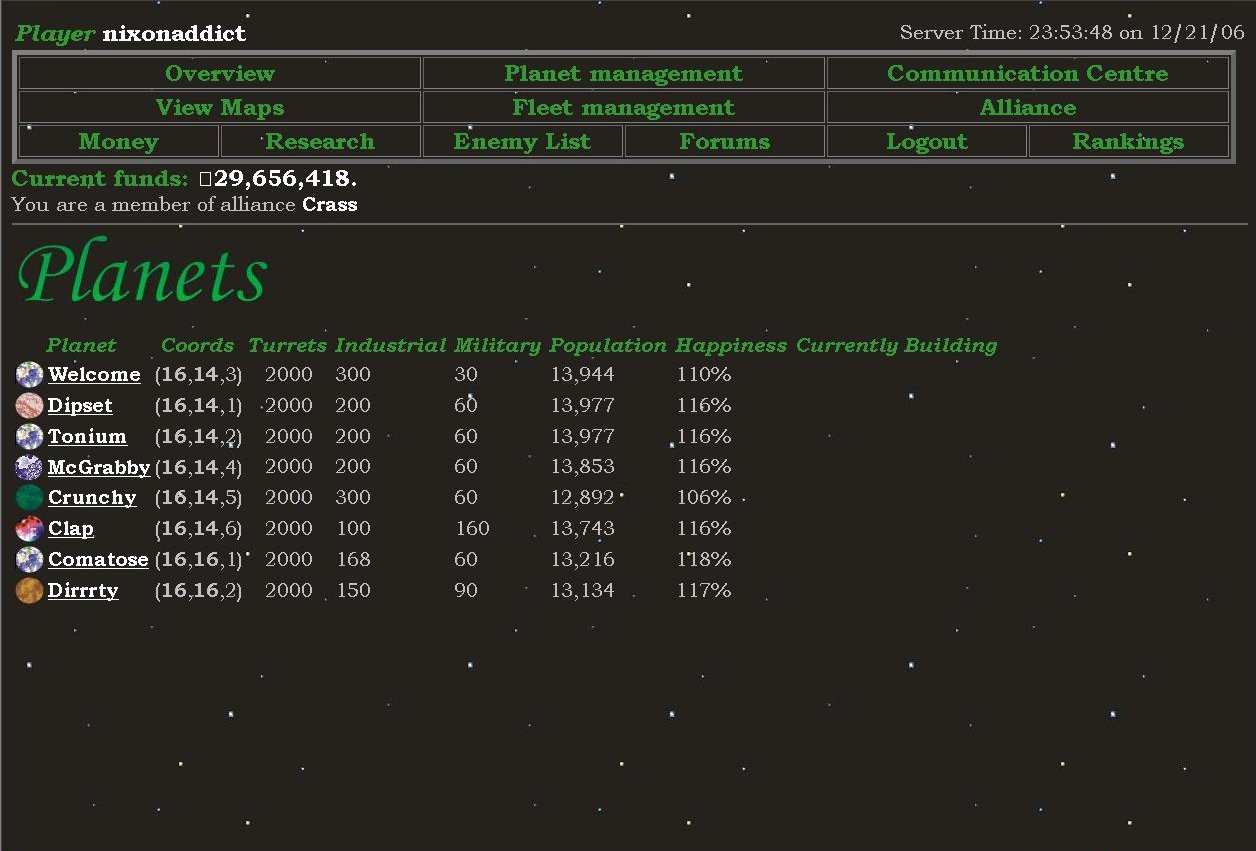 Player nixonaddict Server Time: 23:53:48 on 12/21/06
Overview Planet management Communication Centre
View Maps Fleet management Alliance
Money Research Enemy List Forums Logout Rankings
Current funds: □29,656,418.
You are a member of alliance Crass
Planets
Planet Coords Turrets Industrial Military Population Happiness Currently Building
Welcome (16,14,3) 2000 300 30 13,944 110%
Dipset (16,14,1) 2000 200 60 13,977 116%
Tonium (16,14,2) 2000 200 60 13,977 116%
McGrabby (16,14,4) 2000 200 60 13,853 116%
Crunchy (16,14,5) 2000 300 60 12,892 106%
Clap (16,14,6) 2000 100 160 13,743 116%
Comatose (16,16,1) 2000 168 60 13,216 118%
Dirrrty (16,16,2) 2000 150 90 13,134 117%